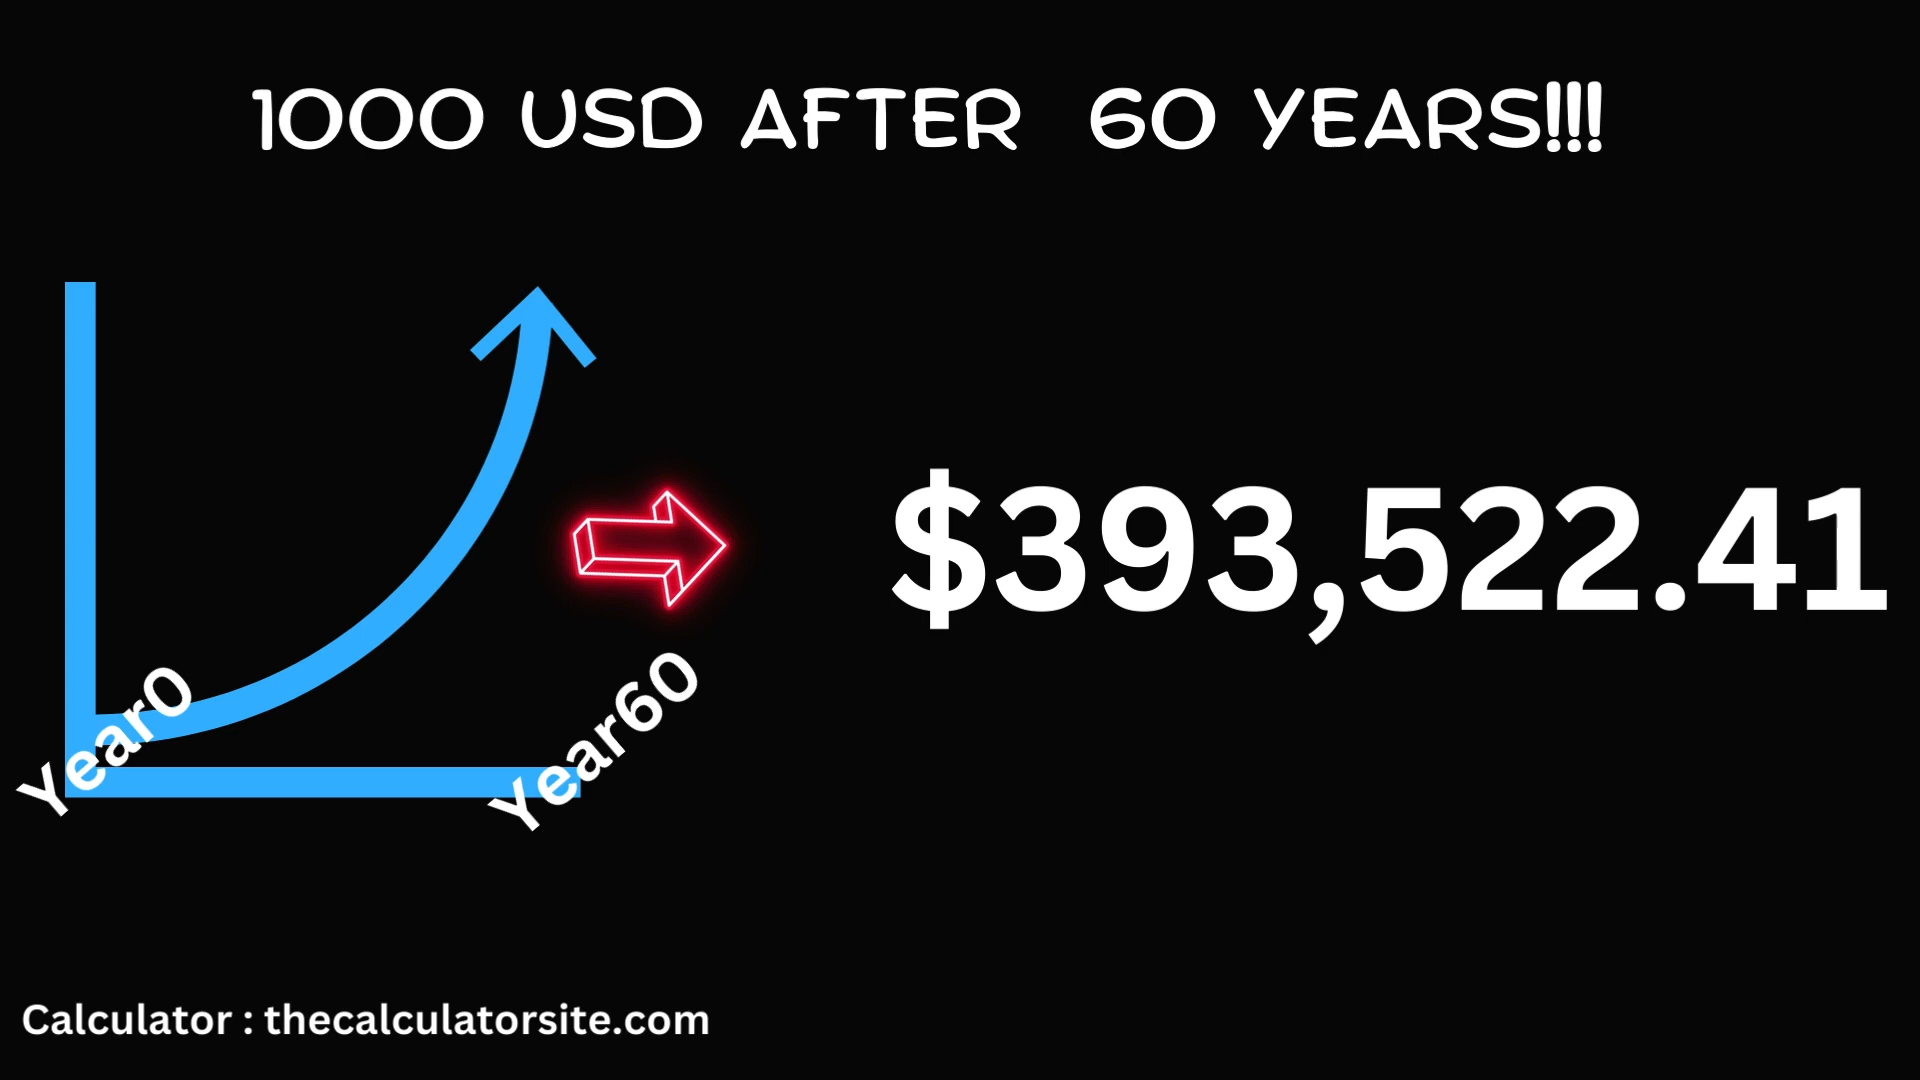 1000 USD AFTER 60 YEARS!!!
$393,522.41
Year0
Year60
Calculator : thecalculatorsite.com